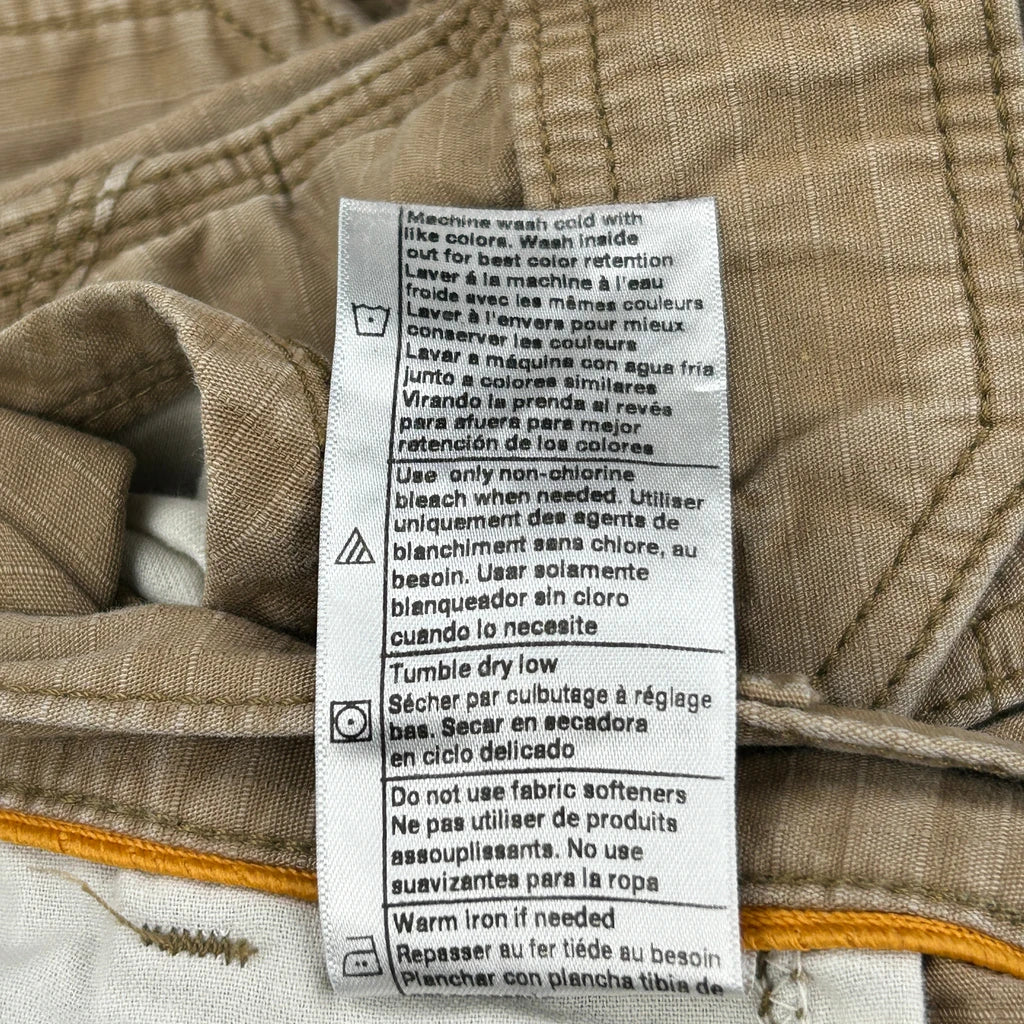 Machine wash cold with
like colors. Wash inside
out for best color retention
Laver á la machine à l'eau
froide avec les mêmes couleurs
Laver à l'envers pour mieux
conserver les couleurs
Lavar a máquina con agua fría
junto a colores similares
Virando la prenda al revés
para afuera para mejor
retención de los colores
Use only non-chlorine
bleach when needed. Utiliser
uniquement des agents de
blanchiment sans chlore, au
besoin. Usar solamente
blanqueador sin cloro
cuando lo necesite
Tumble dry low
Sécher par culbutage à réglage
bas. Secar en secadora
en ciclo delicado
Do not use fabric softeners
Ne pas utiliser de produits
assouplissants. No use
suavizantes para la ropa
Warm Iron if needed
Repasser au fer tiéde au besoin
Planchar con plancha tibia de